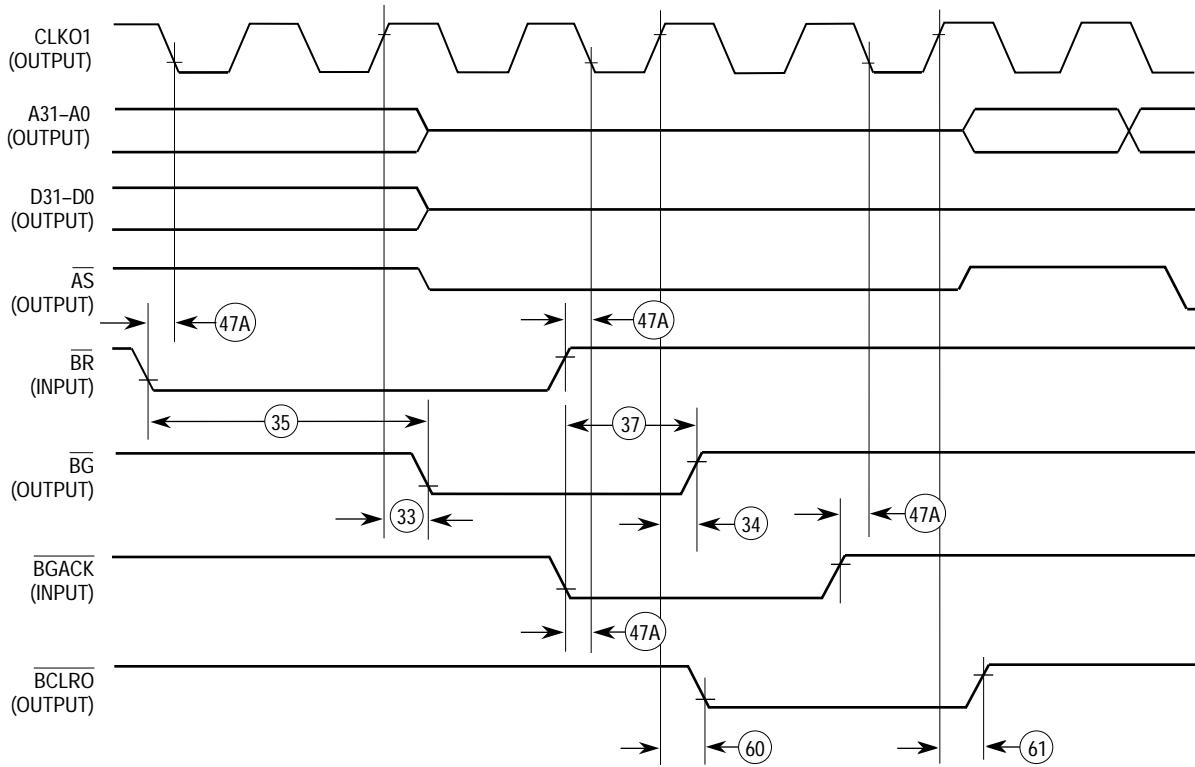 CLKO1
(OUTPUT)
A31–A0
(OUTPUT)
D31–D0
(OUTPUT)
AS
(OUTPUT)
47A
47A
BR
(INPUT)
35
37
BG
(OUTPUT)
33
34
47A
BGACK
(INPUT)
47A
BCLRO
(OUTPUT)
60
61